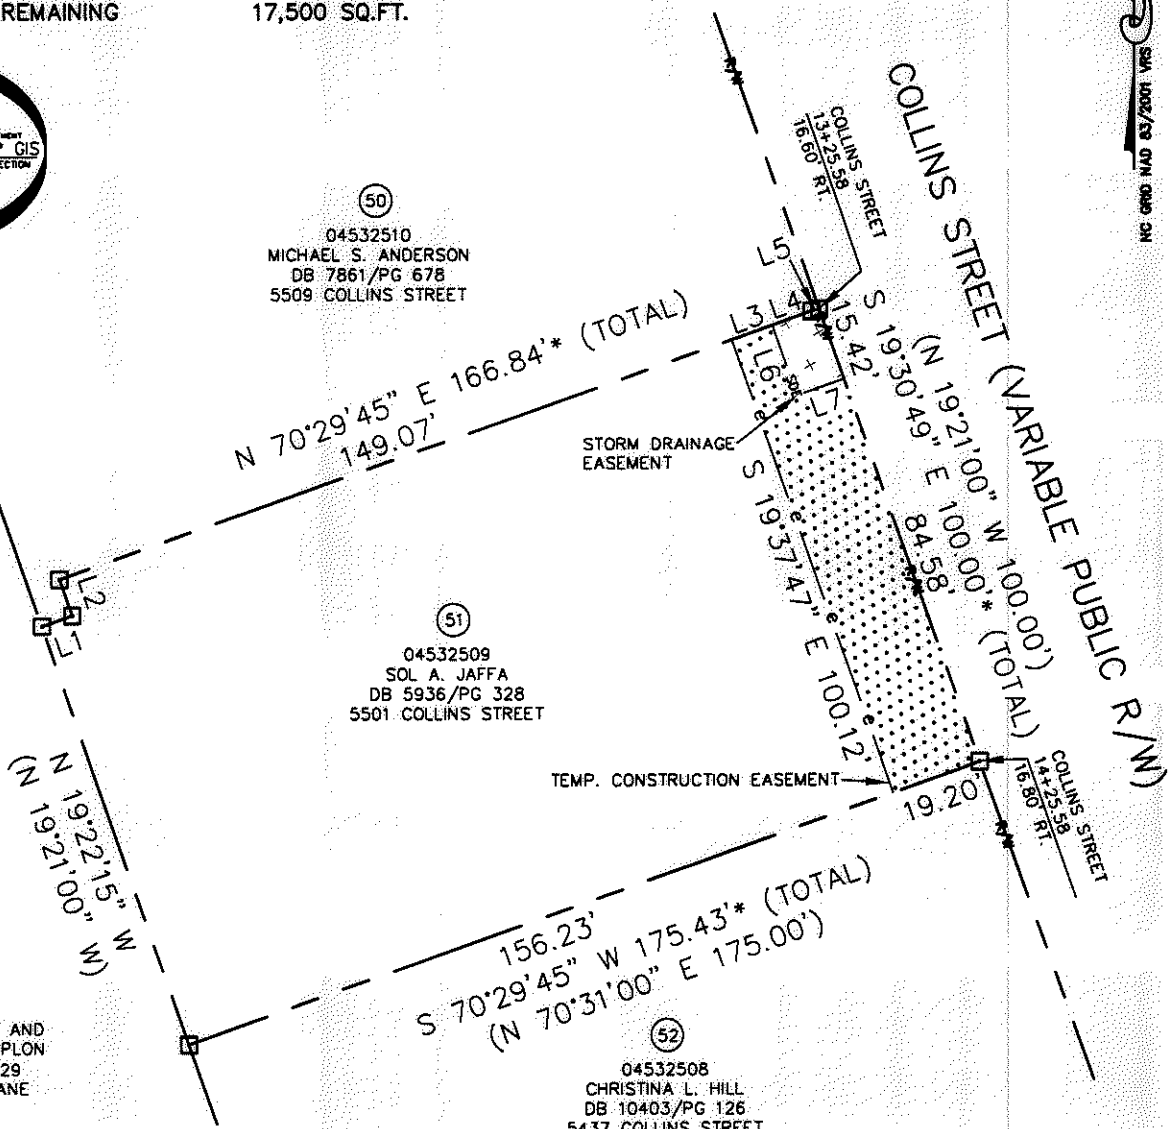 REMAINING 17,500 SQ.FT.
GIS
NC GRID NAD 83/2001 VRS
50
04532510
MICHAEL S. ANDERSON
DB 7861/PG 678
5509 COLLINS STREET
R/W
COLLINS STREET
13+25.58
16.60' RT.
COLLINS STREET (VARIABLE PUBLIC R/W)
L5
L3
L4
15.42'
L6
SDE
L7
N 70°29'45" E 166.84'* (TOTAL)
149.07'
STORM DRAINAGE
EASEMENT
(N 19°21'00" W 100.00')
S 19°30'49" E 100.00'* (TOTAL)
84.58'
R/W
S 19°37'47" E 100.12'
e
e
e
e
L2
L1
51
04532509
SOL A. JAFFA
DB 5936/PG 328
5501 COLLINS STREET
TEMP. CONSTRUCTION EASEMENT
19.20'
COLLINS STREET
14+25.58
16.80' RT.
R/W
N 19°22'15" W
(N 19°21'00" W)
156.23'
S 70°29'45" W 175.43'* (TOTAL)
(N 70°31'00" E 175.00')
AND
PLON
29
ANE
52
04532508
CHRISTINA L. HILL
DB 10403/PG 126
5437 COLLINS STREET